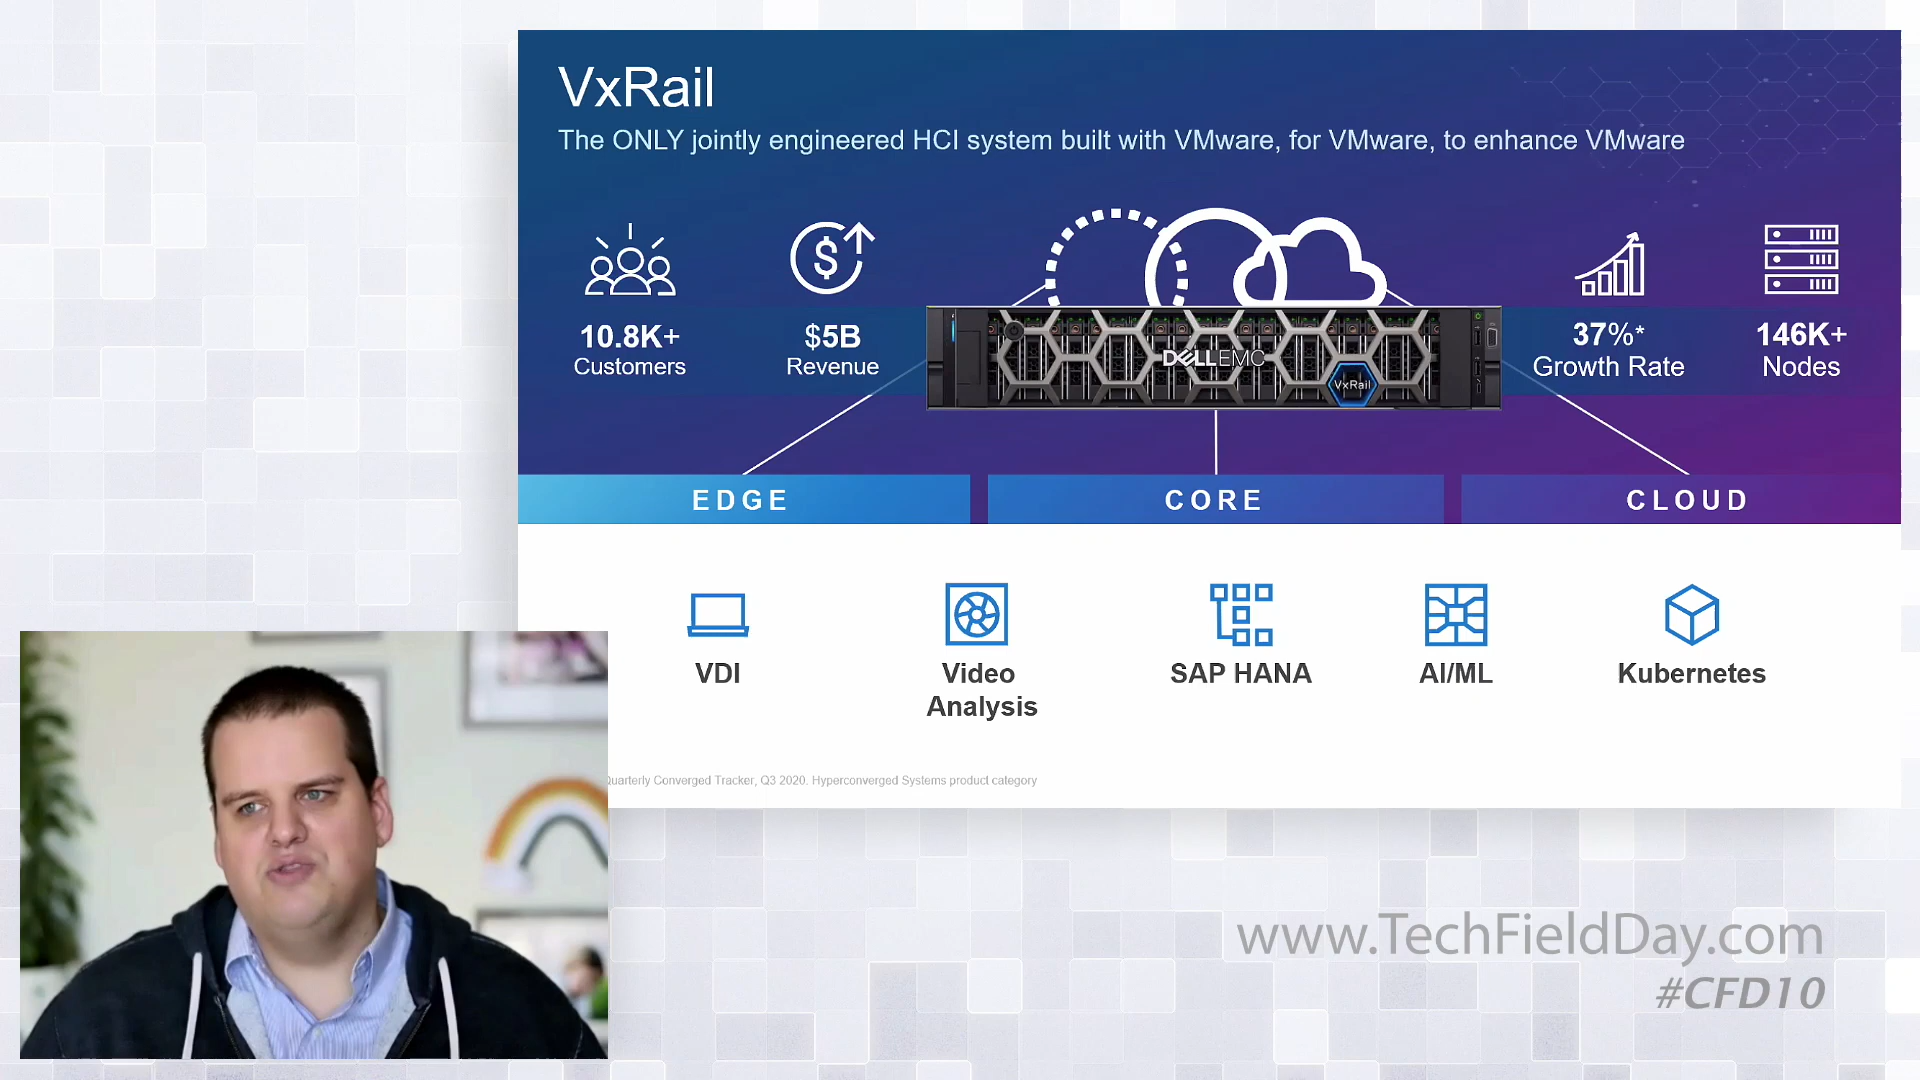 VxRail
The ONLY jointly engineered HCI system built with VMware, for VMware, to enhance VMware
10.8K+
Customers
$5B
Revenue
DELLEMC
VxRail
37%*
Growth Rate
146K+
Nodes
EDGE
CORE
CLOUD
VDI
Video
Analysis
SAP HANA
AI/ML
Kubernetes
Quarterly Converged Tracker, Q3 2020. Hyperconverged Systems product category
www.TechFieldDay.com
#CFD10